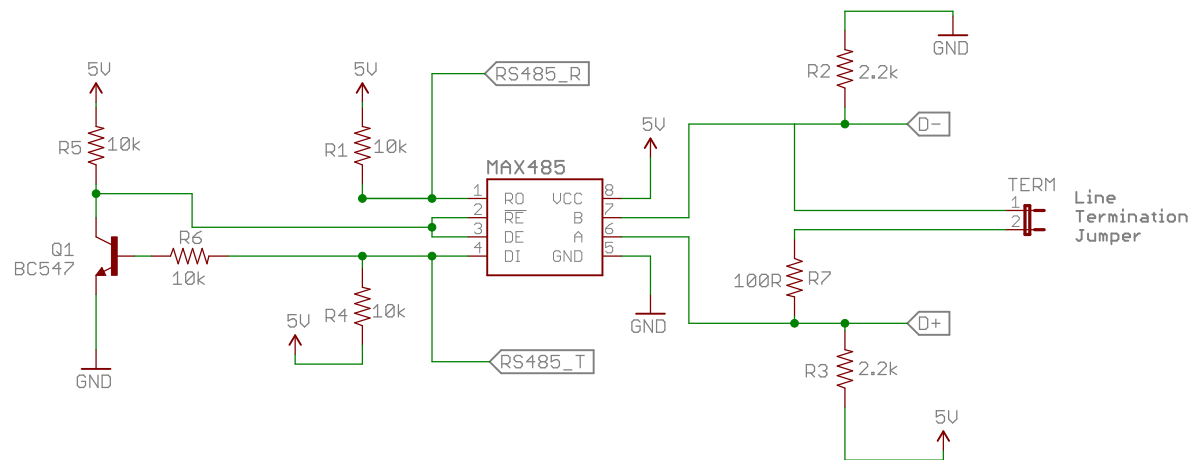 GND
R2
2.2k
5V
RS485_R
5V
D-
R5
10k
R1
10k
5V
MAX485
TERM
1
RO
VCC
8
2
RE
B
7
3
DE
A
6
4
DI
GND
5
1
2
Line
Termination
Jumper
Q1
BC547
R6
10k
100R
R7
5V
R4
10k
GND
D+
RS485_T
R3
2.2k
GND
5V